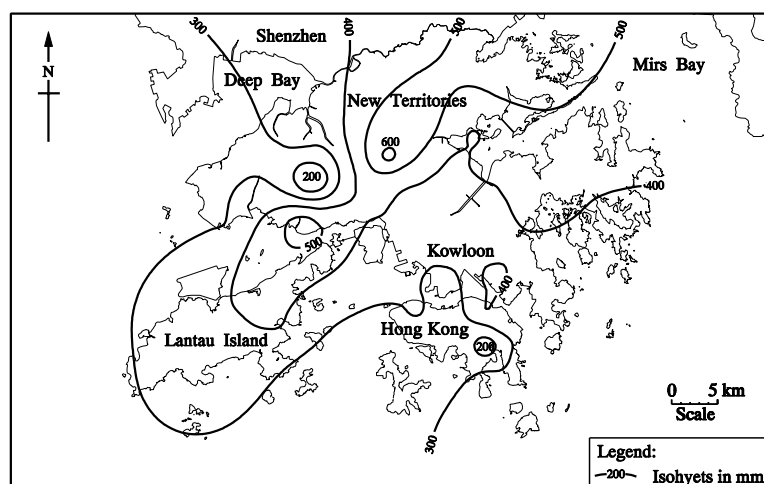 300
Shenzhen
400
500
500
N
Deep Bay
Mirs Bay
New Territories
600
200
400
500
Kowloon
400
Lantau Island
Hong Kong
200
0 5 km
Scale
300
Legend:
200 Isohyets in mm